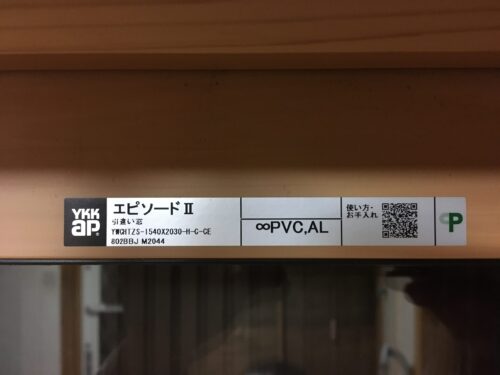 YKK
ap
エピソードⅡ
引違い窓
YWGHTZS-1540X2030-H-C-CE
802BBJ M2044
∞PVC,AL
使い方・
お手入れ
P